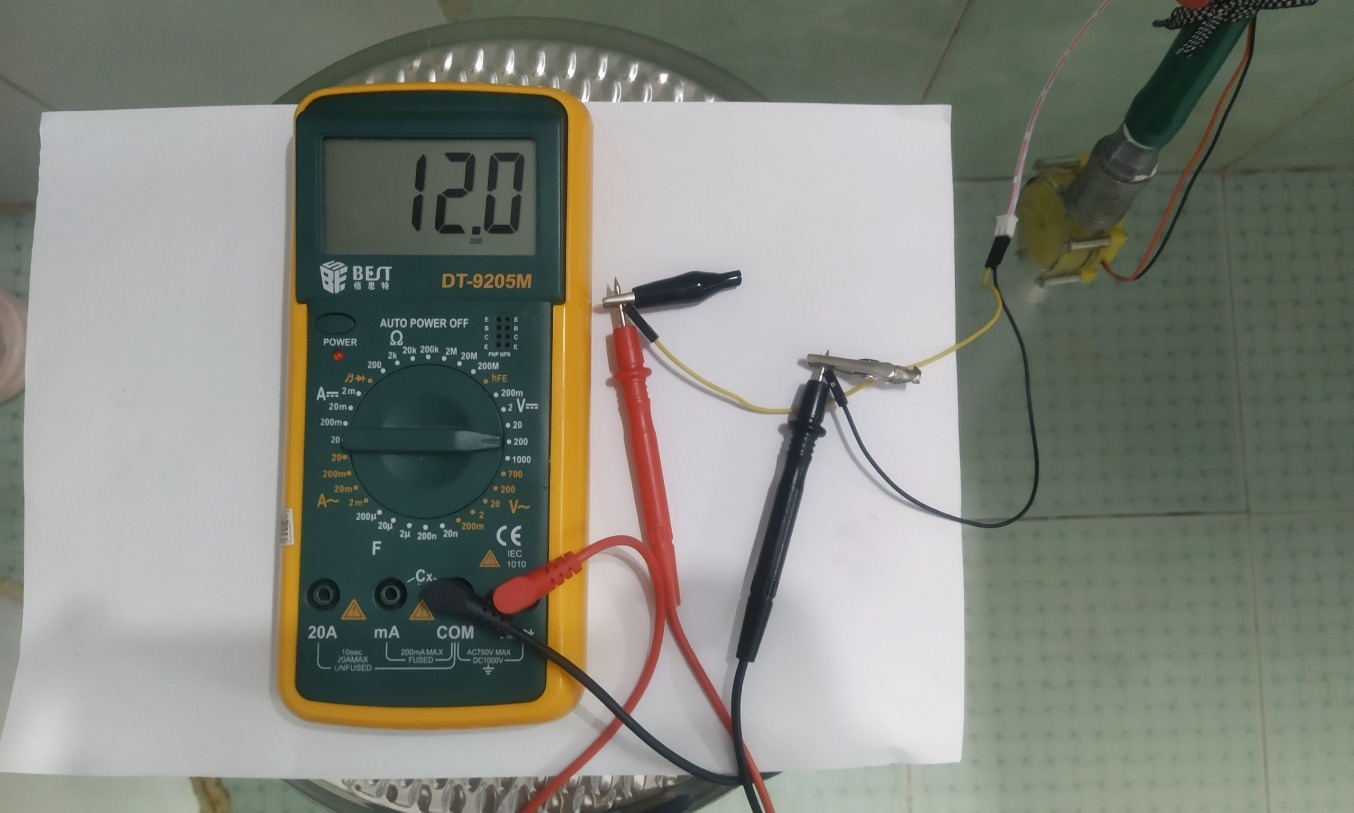 12.0
200
BEST
倍思特
DT-9205M
AUTO POWER OFF
POWER
Ω
200
2k
20k
200k
2M
20M
200M
hFE
E
B
C
E
E
B
C
E
PNP NPN
A
2m
20m
200m
20
V
200m
2
20
200
1000
A~
20
200m
20m
2m
V~
700
200
20
2
200m
F
200µ
20µ
2µ
200n
20n
CE
IEC
1010
Cx
20A
mA
COM
10sec
20AMAX
UNFUSED
200mA MAX
FUSED
AC750V MAX
DC1000V